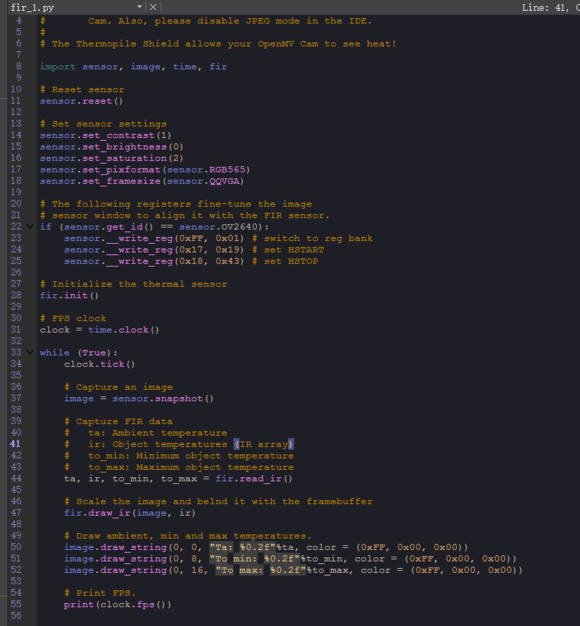 fir_1.py
Line: 41,
4 # Cam. Also, please disable JPEG mode in the IDE.
5 #
6 # The Thermopile Shield allows your OpenMV Cam to see heat!
7
8 import sensor, image, time, fir
9
10 # Reset sensor
11 sensor.reset()
12
13 # Set sensor settings
14 sensor.set_contrast(1)
15 sensor.set_brightness(0)
16 sensor.set_saturation(2)
17 sensor.set_pixformat(sensor.RGB565)
18 sensor.set_framesize(sensor.QQVGA)
19
20 # The following registers fine-tune the image
21 # sensor window to align it with the FIR sensor.
22 if (sensor.get_id() == sensor.OV2640):
23 sensor.__write_reg(0xFF, 0x01) # switch to reg bank
24 sensor.__write_reg(0x17, 0x19) # set HSTART
25 sensor.__write_reg(0x18, 0x43) # set HSTOP
26
27 # Initialize the thermal sensor
28 fir.init()
29
30 # FPS clock
31 clock = time.clock()
32
33 while (True):
34 clock.tick()
35
36 # Capture an image
37 image = sensor.snapshot()
38
39 # Capture FIR data
40 # ta: Ambient temperature
41 # ir: Object temperatures (IR array)
42 # to_min: Minimum object temperature
43 # to_max: Maximum object temperature
44 ta, ir, to_min, to_max = fir.read_ir()
45
46 # Scale the image and belnd it with the framebuffer
47 fir.draw_ir(image, ir)
48
49 # Draw ambient, min and max temperatures.
50 image.draw_string(0, 0, "Ta: %0.2f"%ta, color = (0xFF, 0x00, 0x00))
51 image.draw_string(0, 8, "To min: %0.2f"%to_min, color = (0xFF, 0x00, 0x00))
52 image.draw_string(0, 16, "To max: %0.2f"%to_max, color = (0xFF, 0x00, 0x00))
53
54 # Print FPS.
55 print(clock.fps())
56